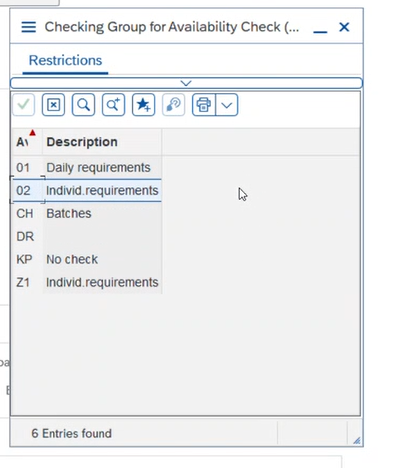 Checking Group for Availability Check (...
Restrictions
Av Description
01 Daily requirements
02 Individ.requirements
CH Batches
DR
KP No check
Z1 Individ.requirements
6 Entries found